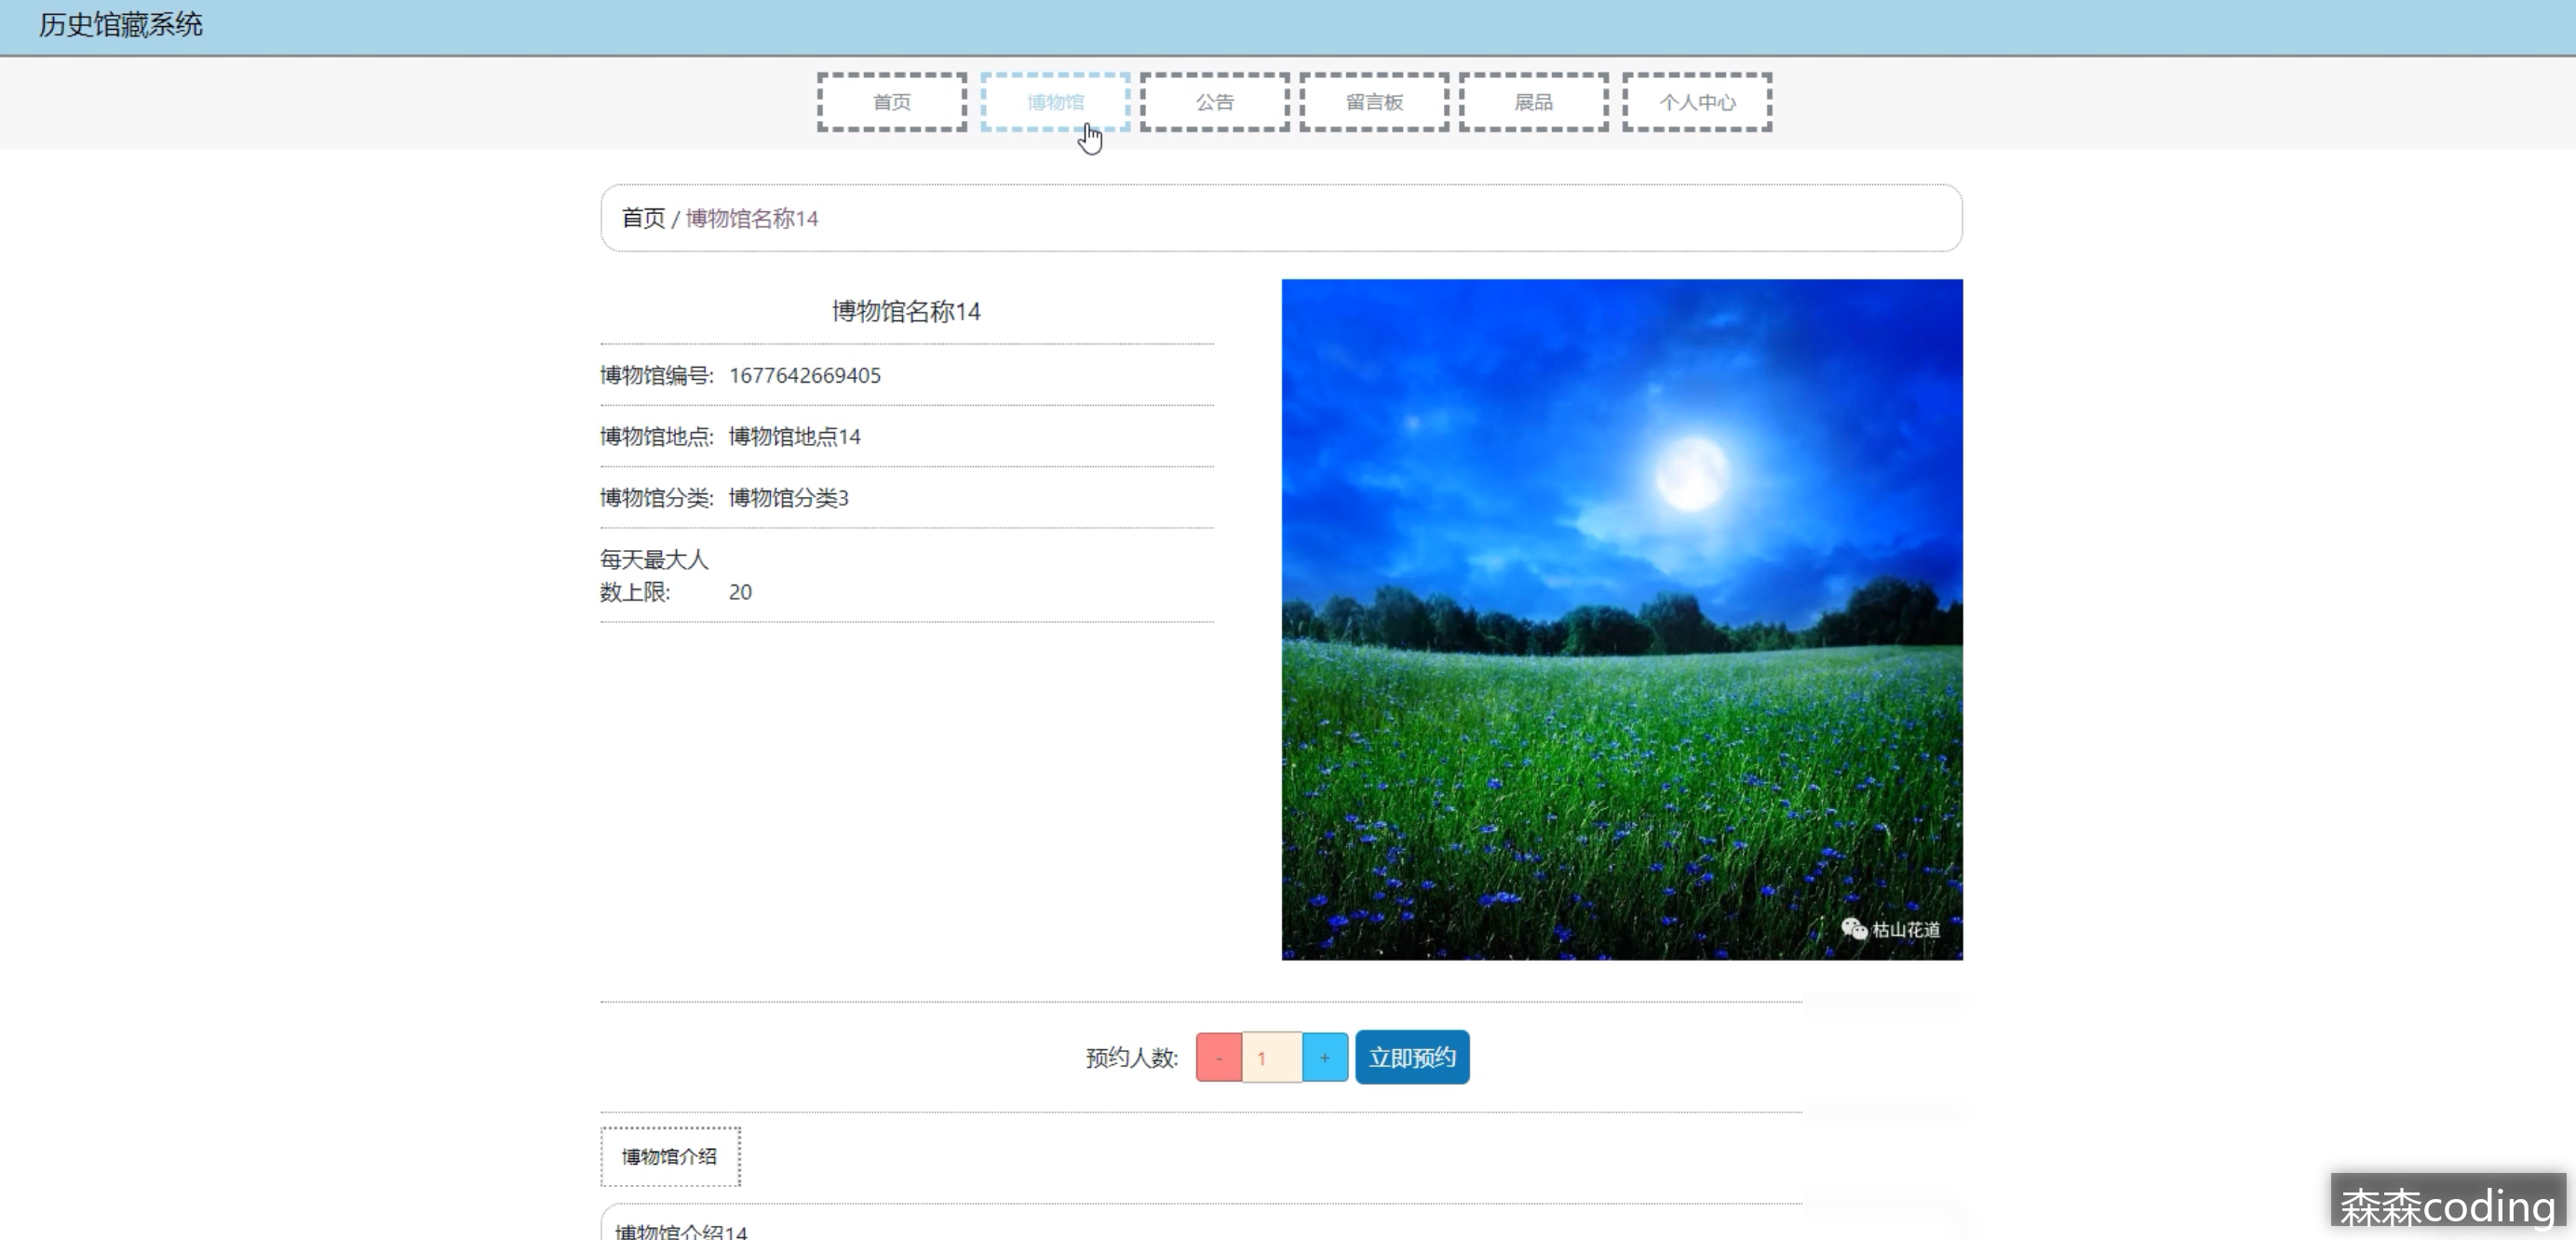 历史馆藏系统
首页 博物馆 公告 留言板 展品 个人中心
首页 / 博物馆名称14
博物馆名称14
博物馆编号: 1677642669405
博物馆地点: 博物馆地点14
博物馆分类: 博物馆分类3
每天最大人
数上限: 20
枯山花道
预约人数: - 1 + 立即预约
博物馆介绍
博物馆介绍14
森森coding